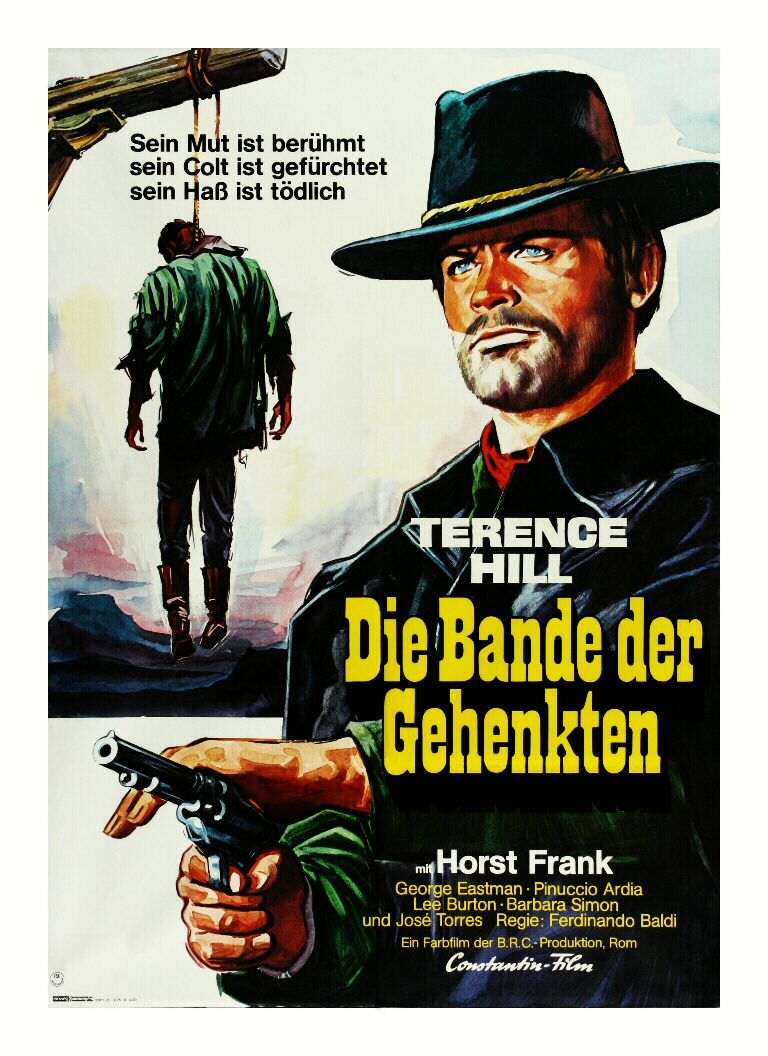 Sein Mut ist berühmt
sein Colt ist gefürchtet
sein Haß ist tödlich
TERENCE
HILL
Die Bande der
Gehenkten
mit Horst Frank
George Eastman · Pinuccio Ardia
Lee Burton · Barbara Simon
und José Torres Regie: Ferdinando Baldi
Ein Farbfilm der B.R.C.-Produktion, Rom
Constantin-Film